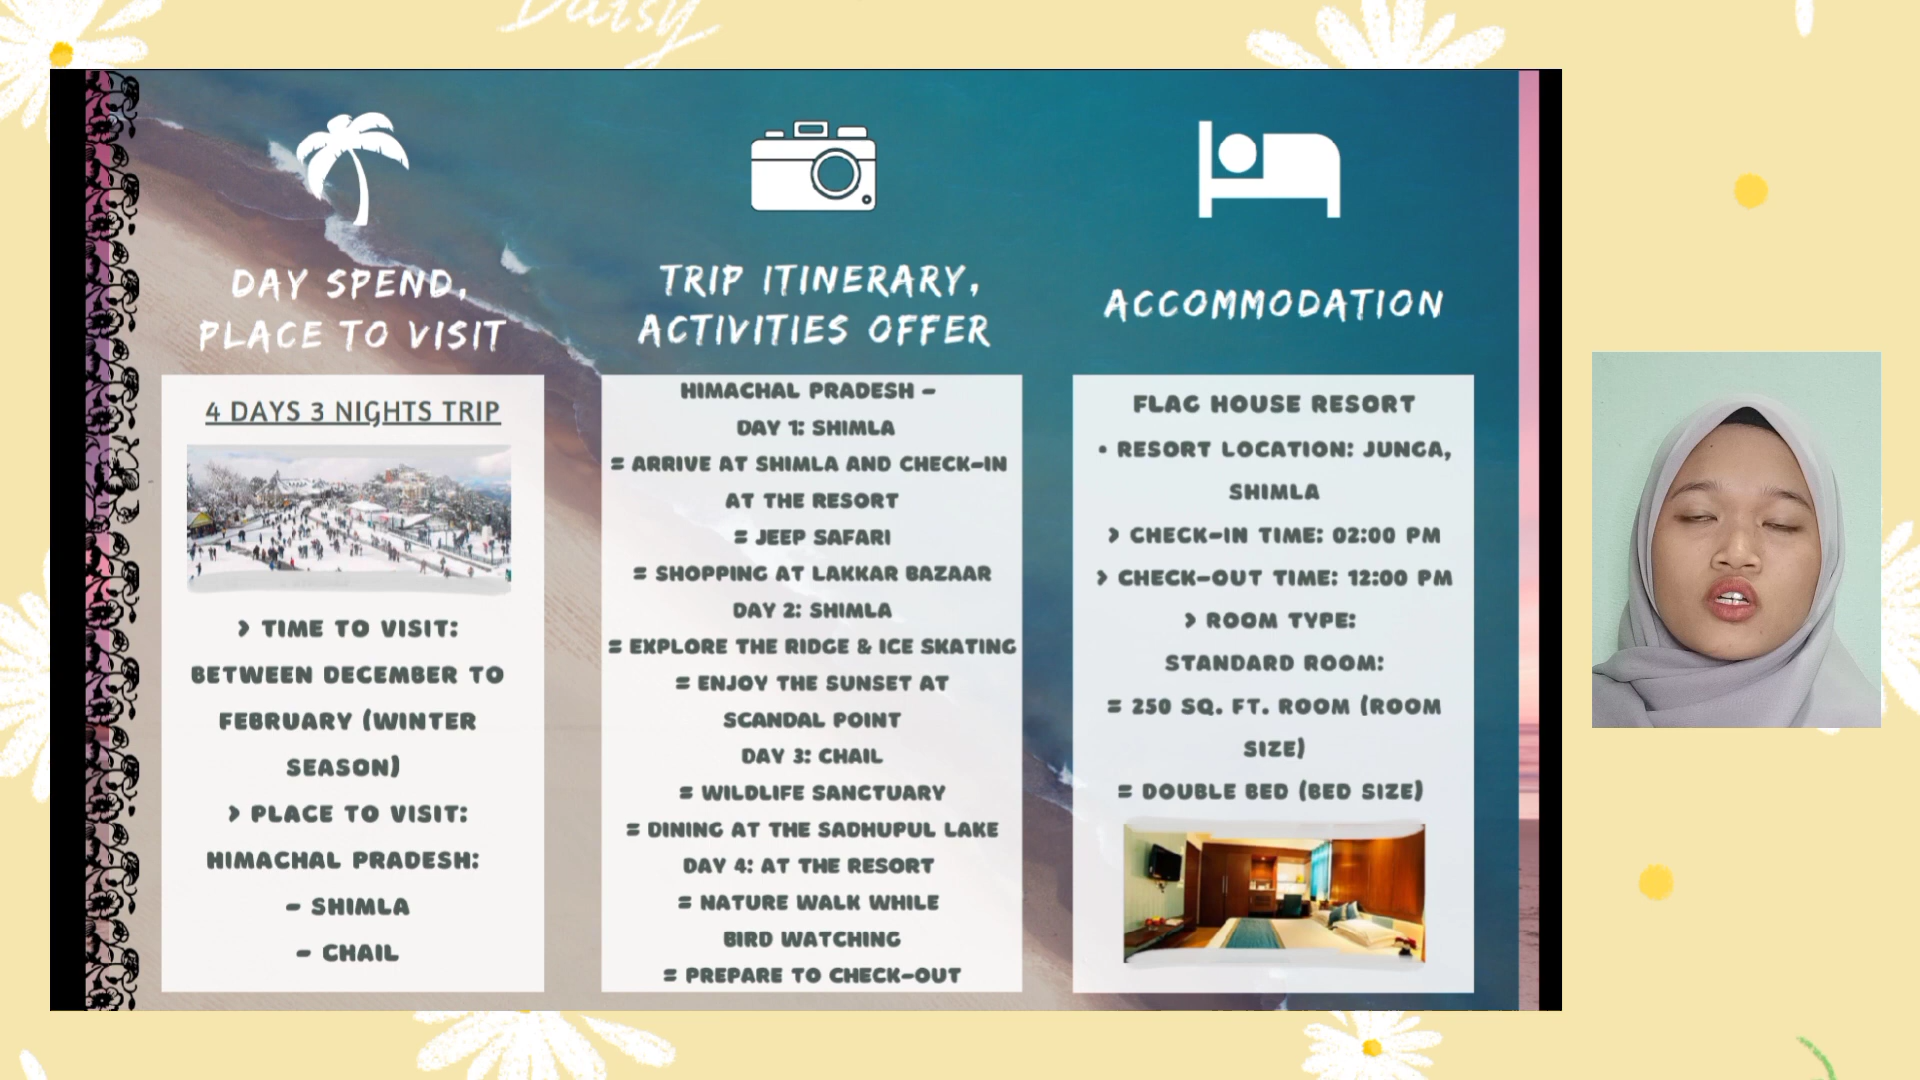 Daisy
DAY SPEND,
PLACE TO VISIT
4 DAYS 3 NIGHTS TRIP
> TIME TO VISIT:
BETWEEN DECEMBER TO
FEBRUARY (WINTER
SEASON)
> PLACE TO VISIT:
HIMACHAL PRADESH:
- SHIMLA
- CHAIL
TRIP ITINERARY,
ACTIVITIES OFFER
HIMACHAL PRADESH -
DAY 1: SHIMLA
= ARRIVE AT SHIMLA AND CHECK-IN
AT THE RESORT
= JEEP SAFARI
= SHOPPING AT LAKKAR BAZAAR
DAY 2: SHIMLA
= EXPLORE THE RIDGE & ICE SKATING
= ENJOY THE SUNSET AT
SCANDAL POINT
DAY 3: CHAIL
= WILDLIFE SANCTUARY
= DINING AT THE SADHUPUL LAKE
DAY 4: AT THE RESORT
= NATURE WALK WHILE
BIRD WATCHING
= PREPARE TO CHECK-OUT
ACCOMMODATION
FLAG HOUSE RESORT
• RESORT LOCATION: JUNGA,
SHIMLA
> CHECK-IN TIME: 02:00 PM
> CHECK-OUT TIME: 12:00 PM
> ROOM TYPE:
STANDARD ROOM:
= 250 SQ. FT. ROOM (ROOM
SIZE)
= DOUBLE BED (BED SIZE)